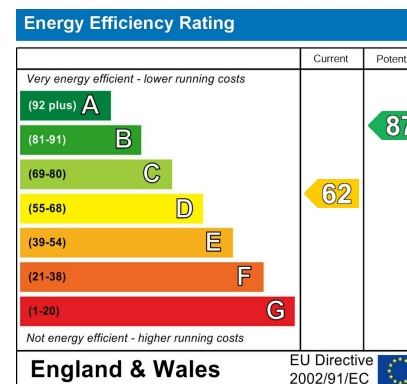 Energy Efficiency Rating
Current
Potent
Very energy efficient - lower running costs
(92 plus) A
(81-91) B
87
(69-80) C
(55-68) D
62
(39-54) E
(21-38) F
(1-20) G
Not energy efficient - higher running costs
England & Wales
EU Directive
2002/91/EC